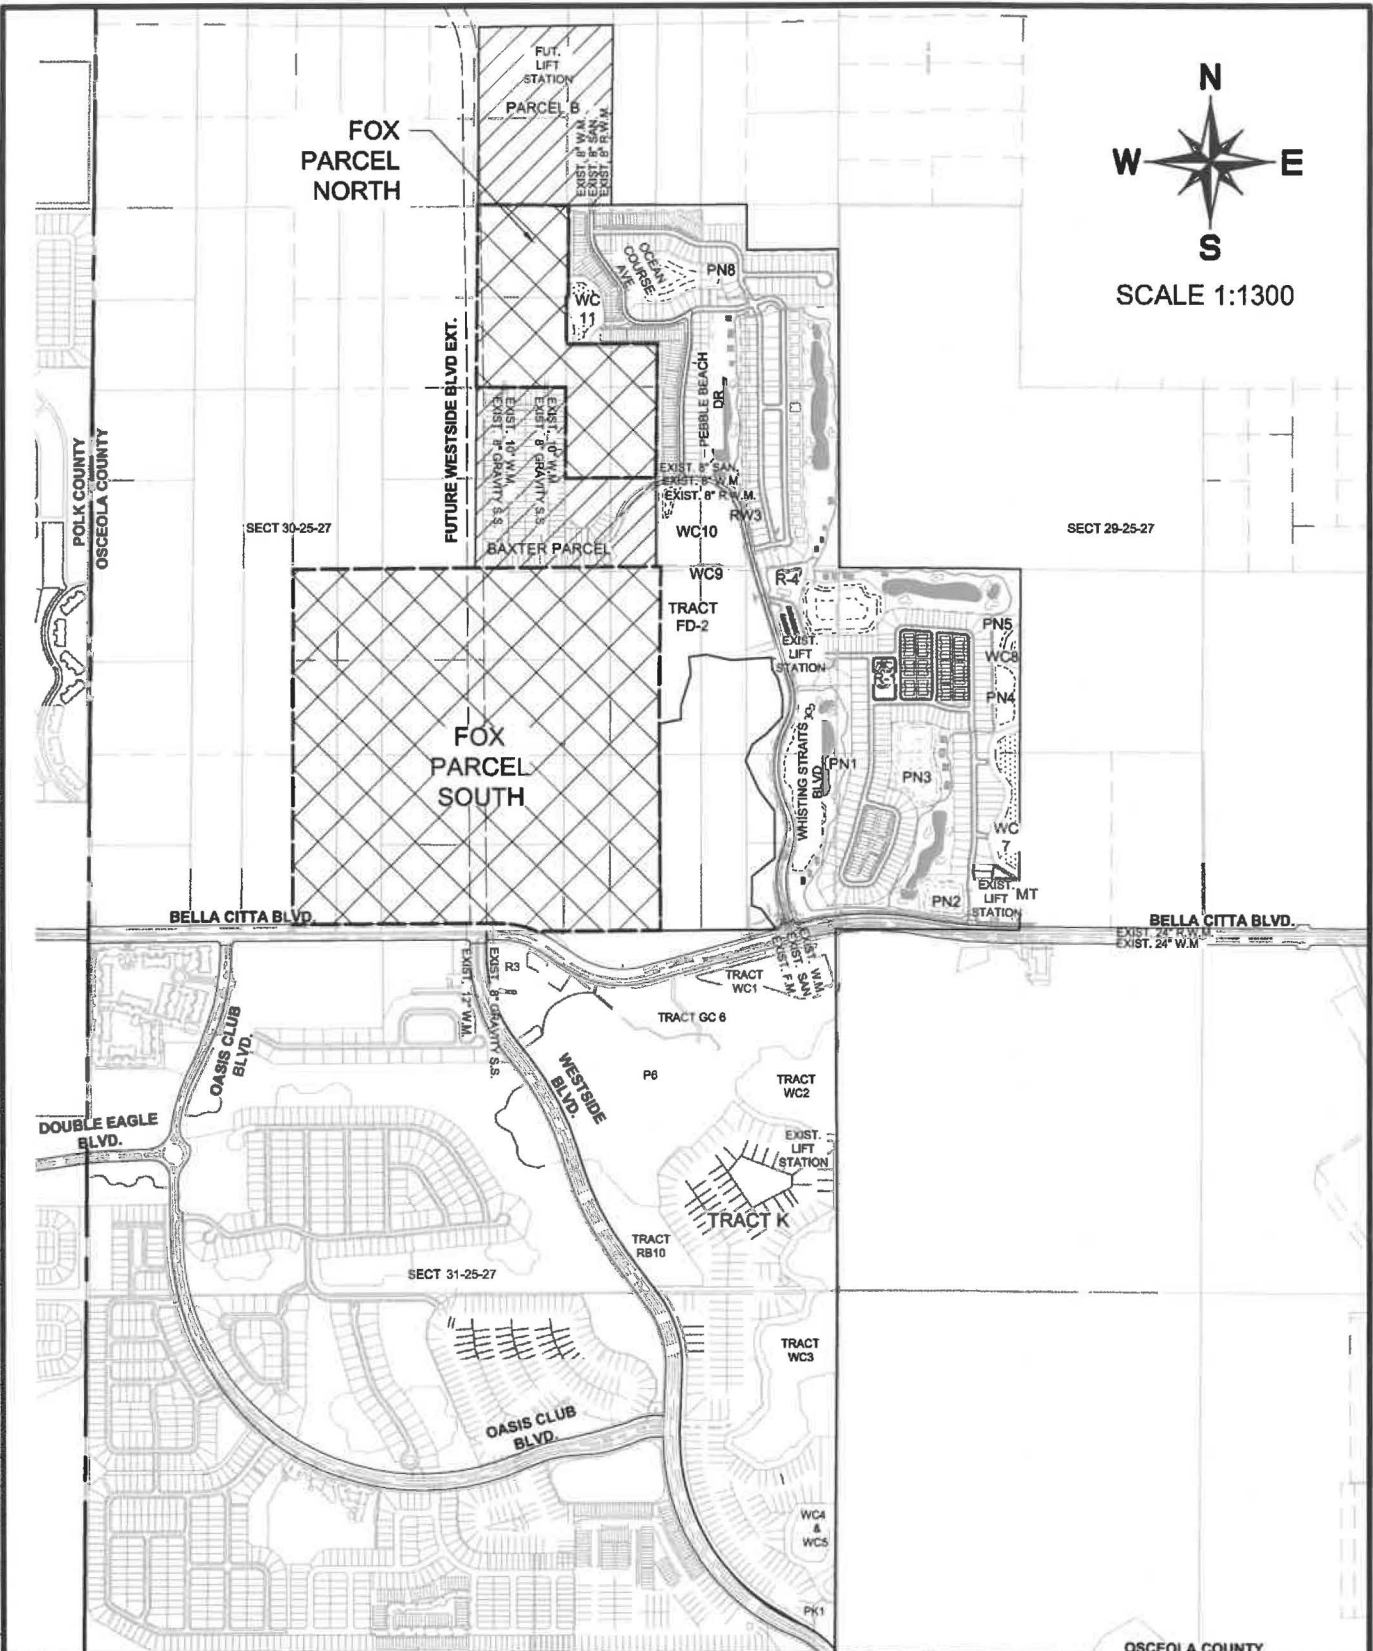 FUT.
LIFT
STATION
PARCEL B
EXIST. 8" W.M.
EXIST. 8" SAN.
EXIST. 8" R.W.M
FOX
PARCEL
NORTH
N
W E
S
SCALE 1:1300
OCEAN
COURSE
AVE
PN8
WC
11
FUTURE WESTSIDE BLVD EXT.
PEBBLE BEACH
DR
EXIST. 10" W.M
EXIST. 8" GRAVITY S.S
EXIST. 10" W.M
EXIST. 8" GRAVITY S.S
EXIST. 8" SAN.
EXIST. 8" W.M.
EXIST. 8" R.W.M.
RW3
POLK COUNTY
OSCEOLA COUNTY
SECT 30-25-27
SECT 29-25-27
WC10
BAXTER PARCEL
WC9
R-4
TRACT
FD-2
EXIST.
LIFT
STATION
PN5
WC8
PN4
FOX
PARCEL
SOUTH
WHISTING STRAITS
BLVD
PN1
PN3
WC
7
EXIST.
LIFT
STATION
MT
PN2
BELLA CITTA BLVD.
BELLA CITTA BLVD.
EXIST. 24" R.W.M.
EXIST. 24" W.M
EXIST. W.M.
EXIST. SAN
EXIST. F.M.
EXIST. 12" W.M.
EXIST. 8" GRAVITY S.S.
R3
TRACT
WC1
TRACT GC 6
OASIS CLUB
BLVD.
WESTSIDE
BLVD.
P6
TRACT
WC2
DOUBLE EAGLE
BLVD.
EXIST.
LIFT
STATION
TRACT K
TRACT
RB10
SECT 31-25-27
TRACT
WC3
OASIS CLUB
BLVD.
WC4
&
WC5
PK1
OSCEOLA COUNTY